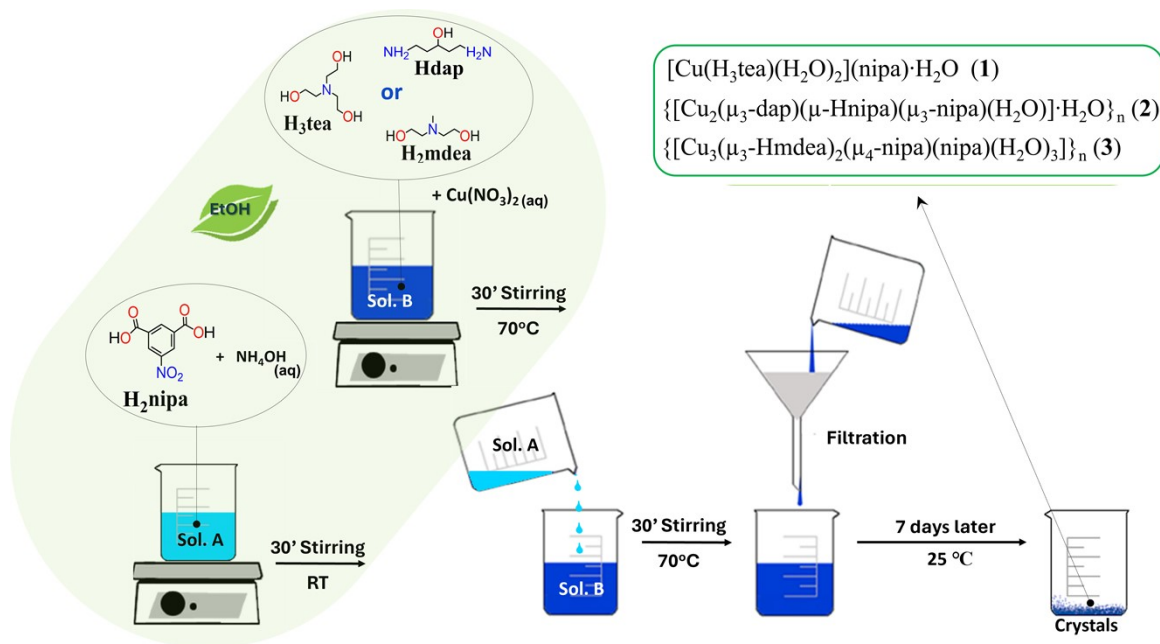 OH
NH₂ H₂N
Hdap
OH
HO N
OH
or
H₃tea
HO N OH
H₂mdea
+ Cu(NO₃)₂ (aq)
EtOH
Sol. B
30’ Stirring
70°C
O O
HO OH
NO₂
+ NH₄OH
(aq)
H₂nipa
Sol. A
30’ Stirring
RT
Sol. A
Sol. B
30’ Stirring
70°C
Filtration
7 days later
25 °C
Crystals
[Cu(H₃tea)(H₂O)₂](nipa)·H₂O (1)
{[Cu₂(μ₃-dap)(μ-Hnipa)(μ₃-nipa)(H₂O)]·H₂O}ₙ (2)
{[Cu₃(μ₃-Hmdea)₂(μ₄-nipa)(nipa)(H₂O)₃]}ₙ (3)